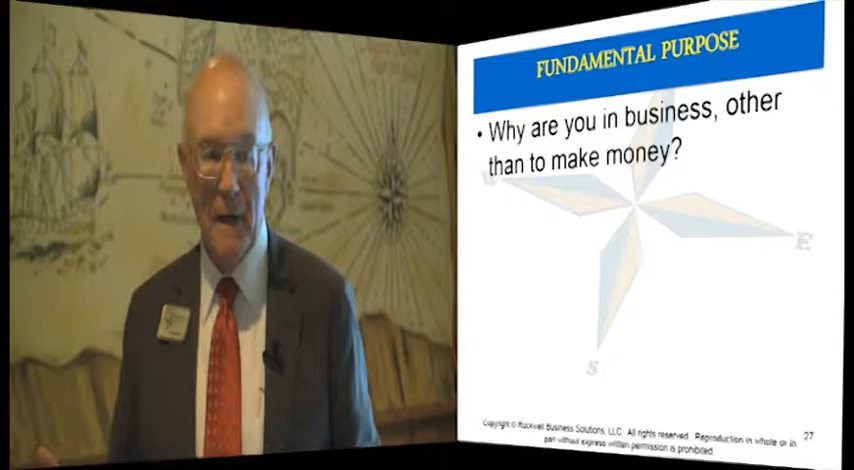 FUNDAMENTAL PURPOSE
• Why are you in business, other
than to make money?
W
E
S
Copyright © Rockwell Business Solutions, LLC. All rights reserved. Reproduction in whole or in
part without express written permission is prohibited.
27